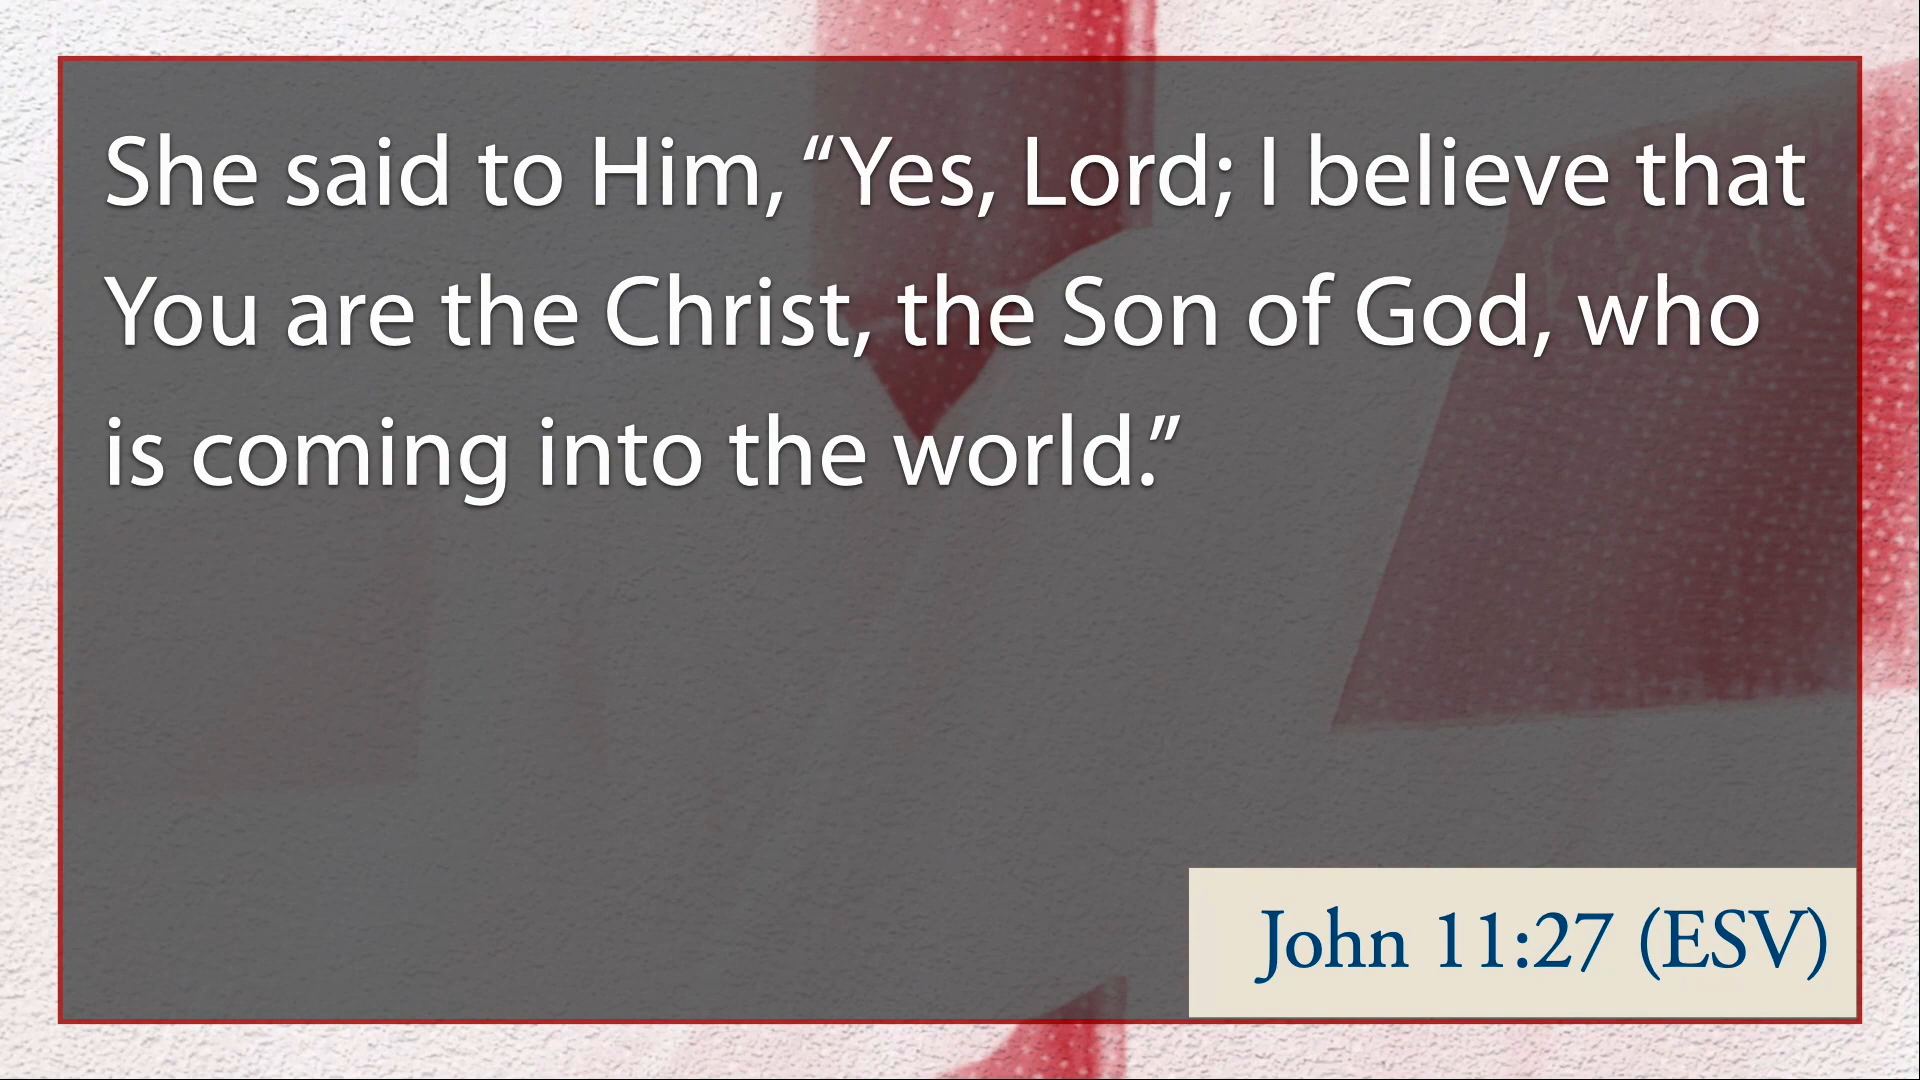 She said to Him, “Yes, Lord; I believe that
You are the Christ, the Son of God, who
is coming into the world.”
John 11:27 (ESV)